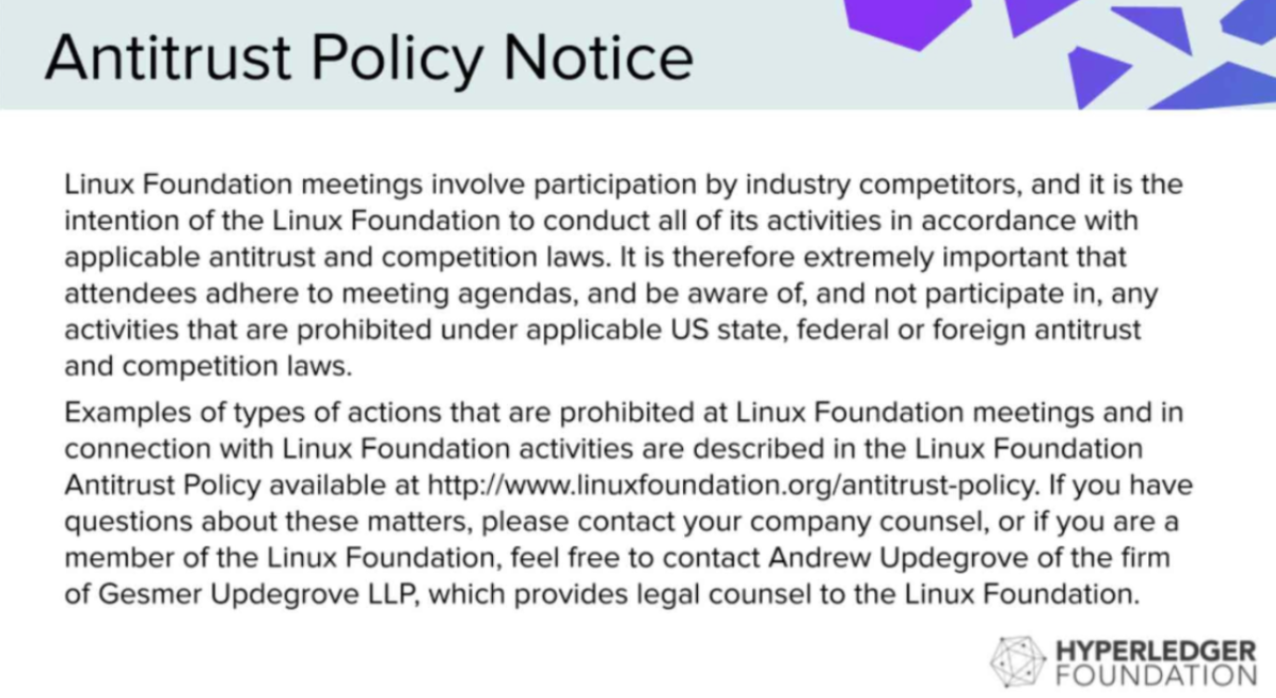 Antitrust Policy Notice
Linux Foundation meetings involve participation by industry competitors, and it is the
intention of the Linux Foundation to conduct all of its activities in accordance with
applicable antitrust and competition laws. It is therefore extremely important that
attendees adhere to meeting agendas, and be aware of, and not participate in, any
activities that are prohibited under applicable US state, federal or foreign antitrust
and competition laws.
Examples of types of actions that are prohibited at Linux Foundation meetings and in
connection with Linux Foundation activities are described in the Linux Foundation
Antitrust Policy available at http://www.linuxfoundation.org/antitrust-policy. If you have
questions about these matters, please contact your company counsel, or if you are a
member of the Linux Foundation, feel free to contact Andrew Updegrove of the firm
of Gesmer Updegrove LLP, which provides legal counsel to the Linux Foundation.
HYPERLEDGER
FOUNDATION